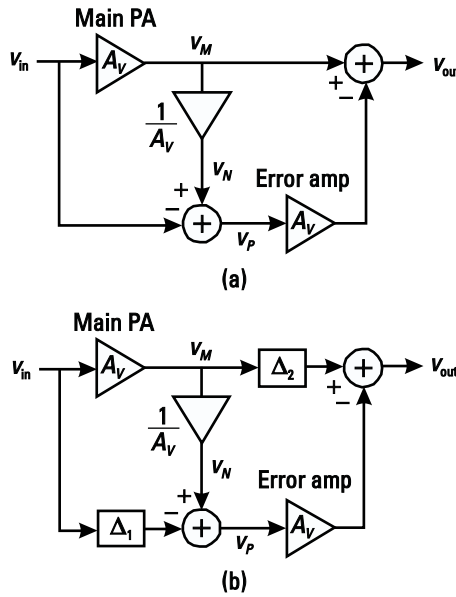 Main PA
v_in A_V v_M + v_out
+
−
1/A_V
v_N
+ Error amp
− + v_P A_V
(a)
Main PA
v_in A_V v_M Δ_2 + v_out
+
−
1/A_V
v_N
+ Error amp
Δ_1 − + v_P A_V
(b)